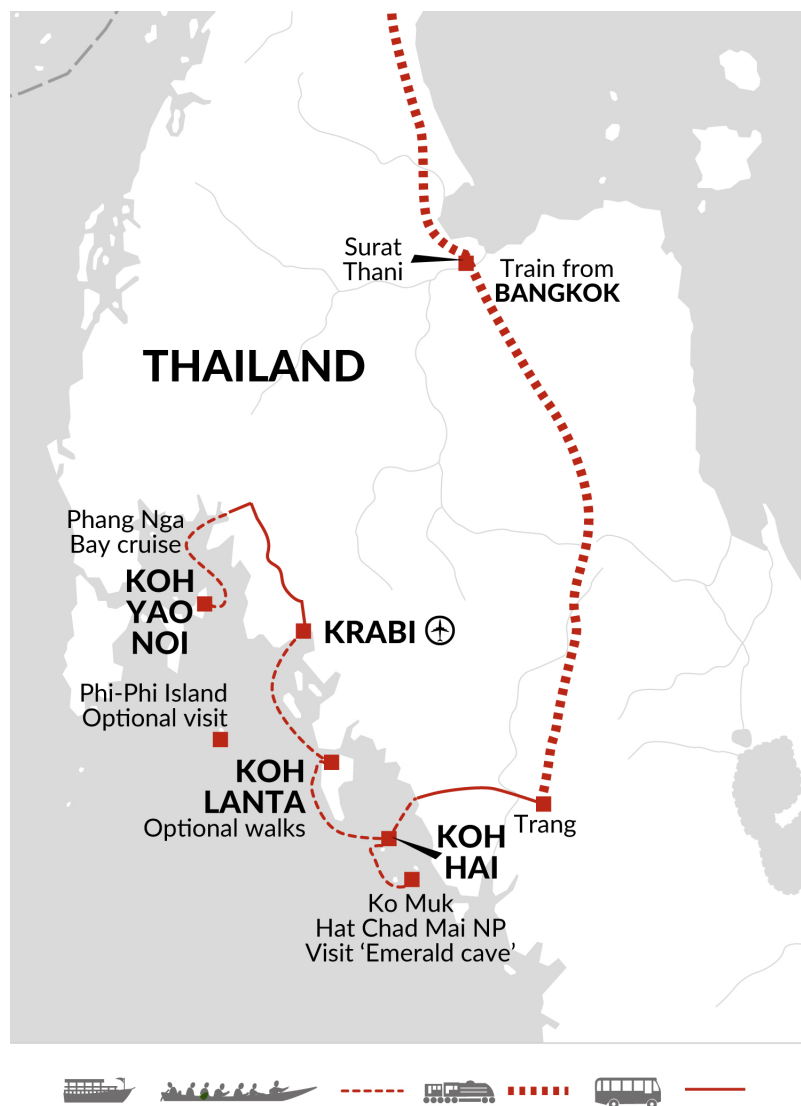 Surat
Thani
Train from
BANGKOK
THAILAND
Phang Nga
Bay cruise
KOH
YAO
NOI
KRABI
Phi-Phi Island
Optional visit
KOH
LANTA
Optional walks
Trang
KOH
HAI
Ko Muk
Hat Chad Mai NP
Visit ‘Emerald cave’